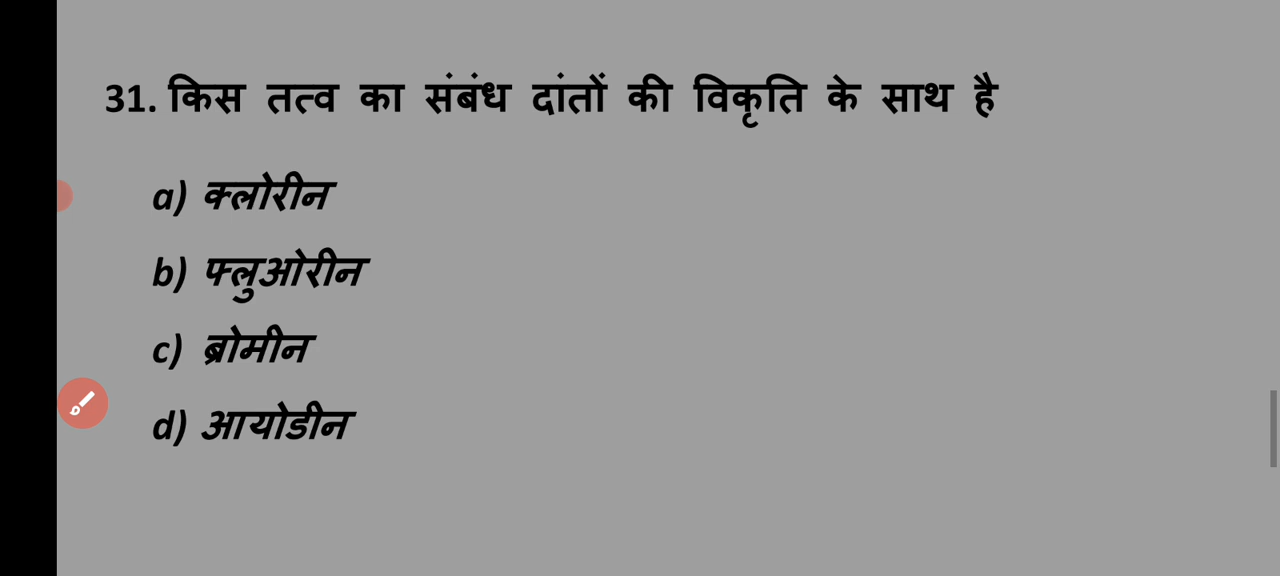 31. किस तत्व का संबंध दांतों की विकृति के साथ है
a) क्लोरीन
b) फ्लुओरीन
c) ब्रोमीन
d) आयोडीन